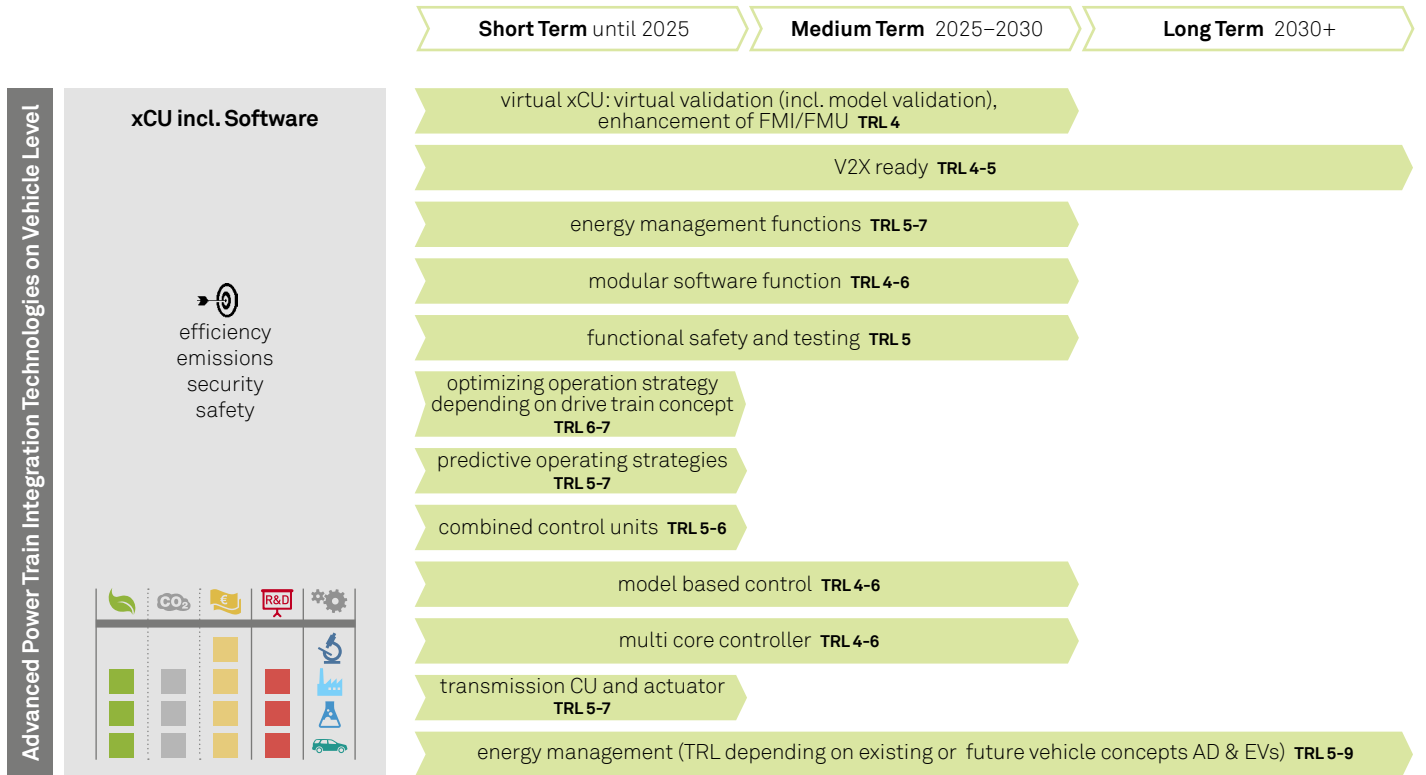 Short Term until 2025
Medium Term 2025–2030
Long Term 2030+
Advanced Power Train Integration Technologies on Vehicle Level
xCU incl. Software
efficiency
emissions
security
safety
CO2
€
R&D
virtual xCU: virtual validation (incl. model validation),
enhancement of FMI/FMU TRL 4
V2X ready TRL 4-5
energy management functions TRL 5-7
modular software function TRL 4-6
functional safety and testing TRL 5
optimizing operation strategy
depending on drive train concept
TRL 6-7
predictive operating strategies
TRL 5-7
combined control units TRL 5-6
model based control TRL 4-6
multi core controller TRL 4-6
transmission CU and actuator
TRL 5-7
energy management (TRL depending on existing or future vehicle concepts AD & EVs) TRL 5-9